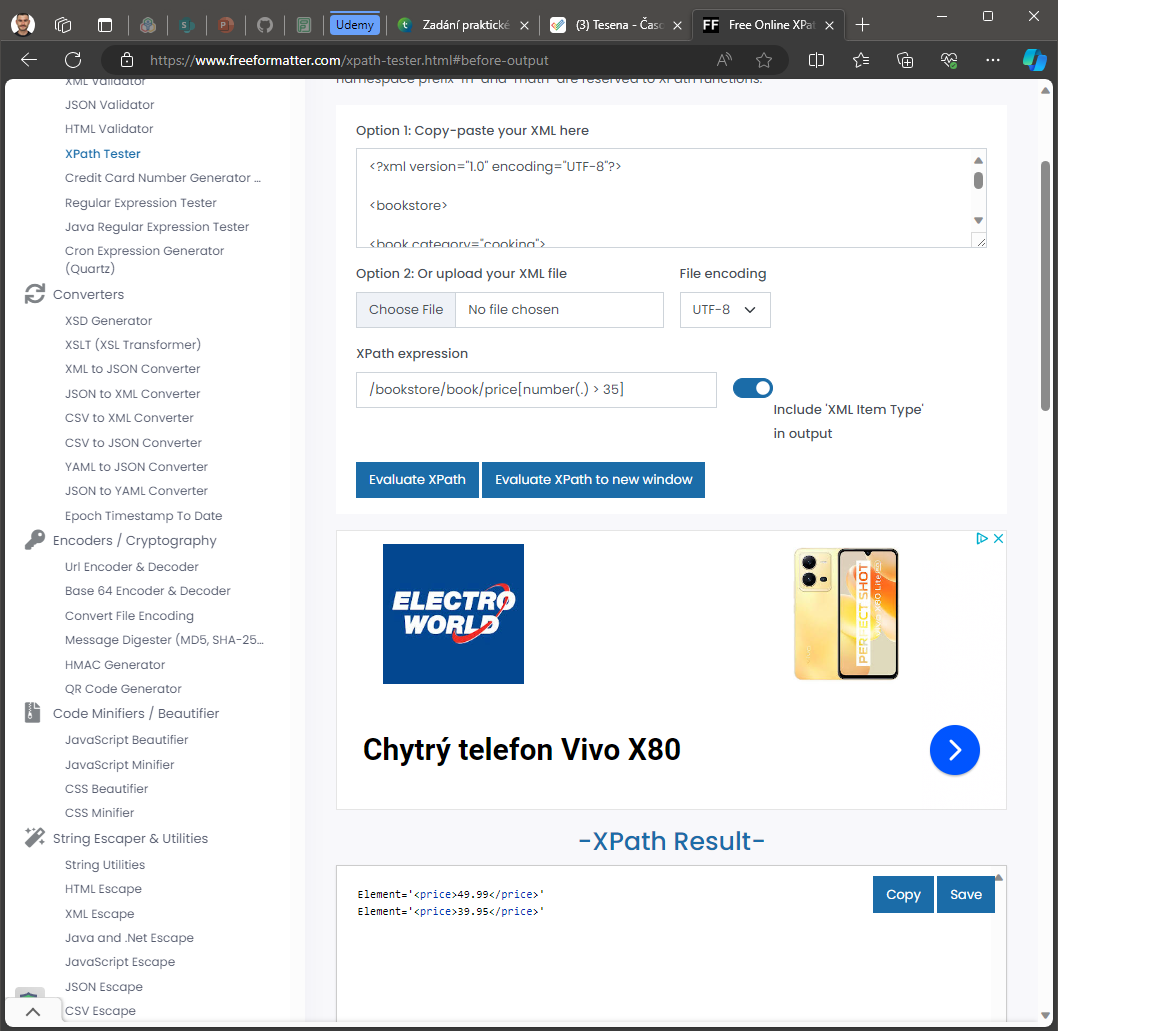 Udemy
Zadání praktické
(3) Tesena - Časo
Free Online XPat
https://www.freeformatter.com/xpath-tester.html#before-output
XML Validator
JSON Validator
HTML Validator
XPath Tester
Credit Card Number Generator ...
Regular Expression Tester
Java Regular Expression Tester
Cron Expression Generator
(Quartz)
Converters
XSD Generator
XSLT (XSL Transformer)
XML to JSON Converter
JSON to XML Converter
CSV to XML Converter
CSV to JSON Converter
YAML to JSON Converter
JSON to YAML Converter
Epoch Timestamp To Date
Encoders / Cryptography
Url Encoder & Decoder
Base 64 Encoder & Decoder
Convert File Encoding
Message Digester (MD5, SHA-25...
HMAC Generator
QR Code Generator
Code Minifiers / Beautifier
JavaScript Beautifier
JavaScript Minifier
CSS Beautifier
CSS Minifier
String Escaper & Utilities
String Utilities
HTML Escape
XML Escape
Java and .Net Escape
JavaScript Escape
JSON Escape
CSV Escape
namespace prefix "fn" and "math" are reserved to XPath functions.
Option 1: Copy-paste your XML here
<?xml version="1.0" encoding="UTF-8"?>
<bookstore>
<book category="cooking">
Option 2: Or upload your XML file
File encoding
Choose File No file chosen
UTF-8
XPath expression
/bookstore/book/price[number(.) > 35]
Include 'XML Item Type'
in output
Evaluate XPath
Evaluate XPath to new window
ELECTRO
WORLD
PERFECT SHOT
vivo X80 Lite
Chytrý telefon Vivo X80
-XPath Result-
Copy
Save
Element='<price>49.99</price>'
Element='<price>39.95</price>'